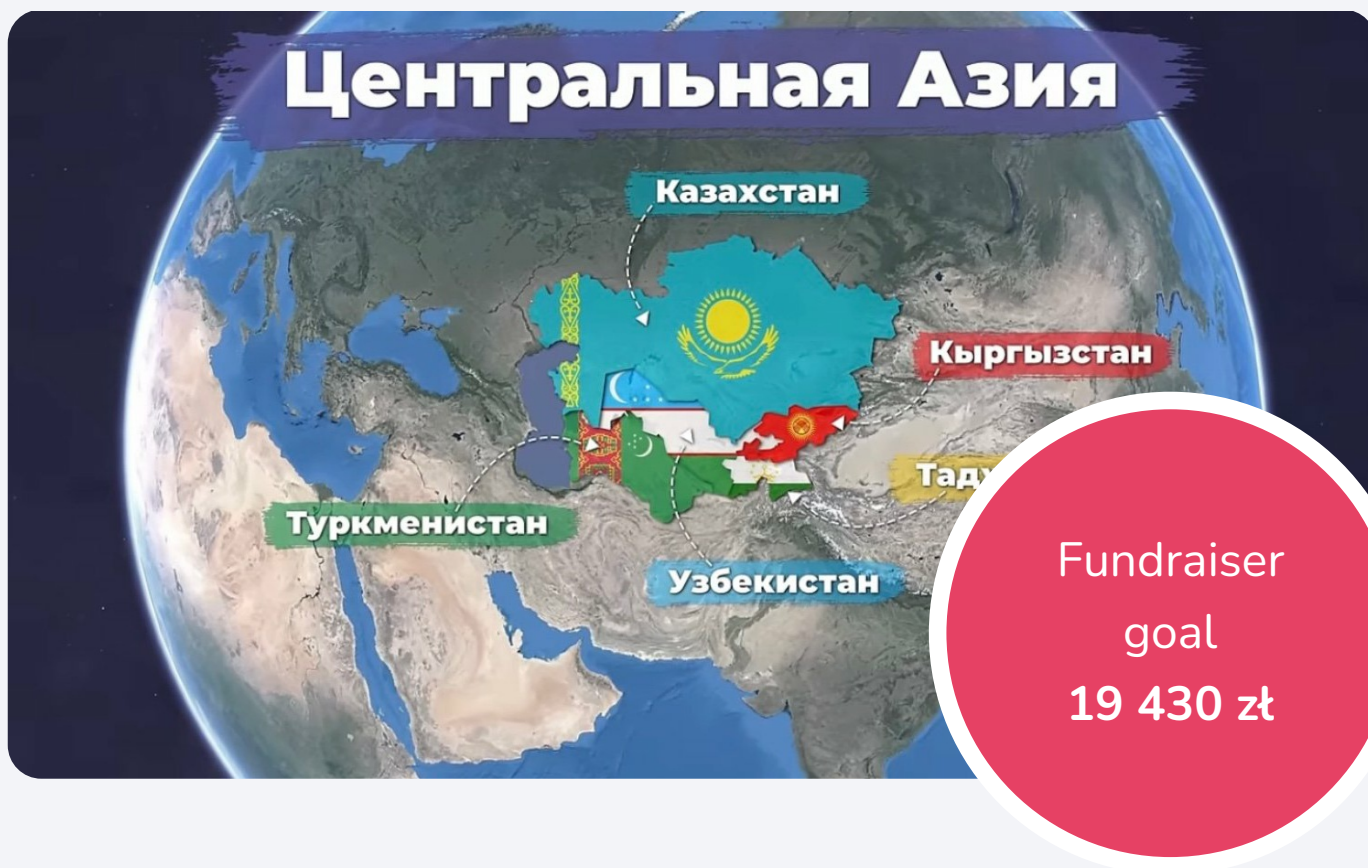 Центральная Азия
Казахстан
Кыргызстан
Туркменистан
Узбекистан
Fundraiser
goal
19 430 zł